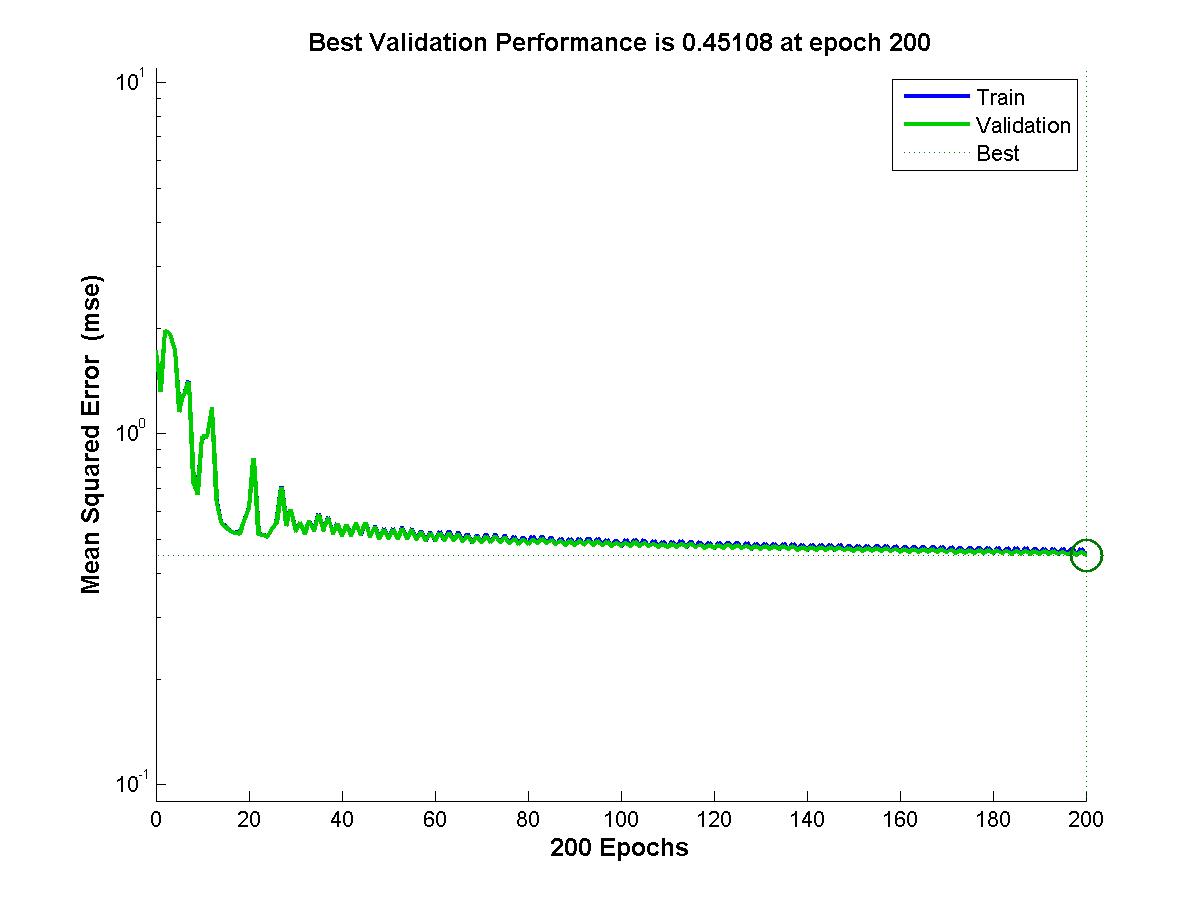 Best Validation Performance is 0.45108 at epoch 200
Train
Validation
Best
Mean Squared Error (mse)
10^1
10^0
10^-1
0 20 40 60 80 100 120 140 160 180 200
200 Epochs